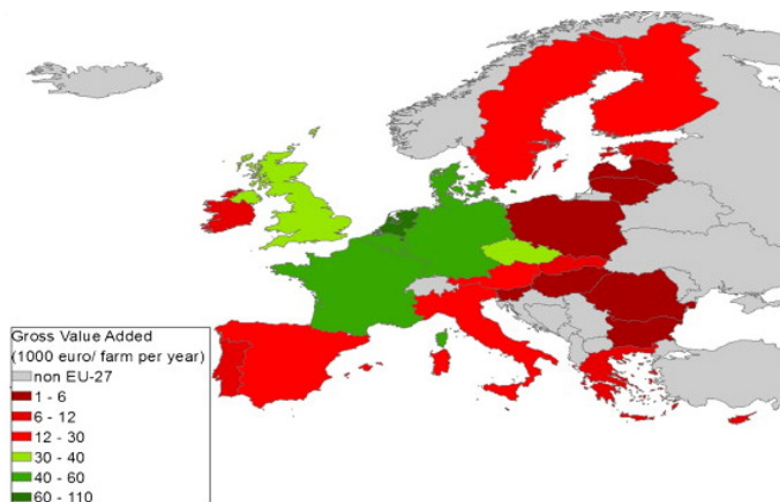 Gross Value Added
(1000 euro/ farm per year)
non EU-27
1 - 6
6 - 12
12 - 30
30 - 40
40 - 60
60 - 110